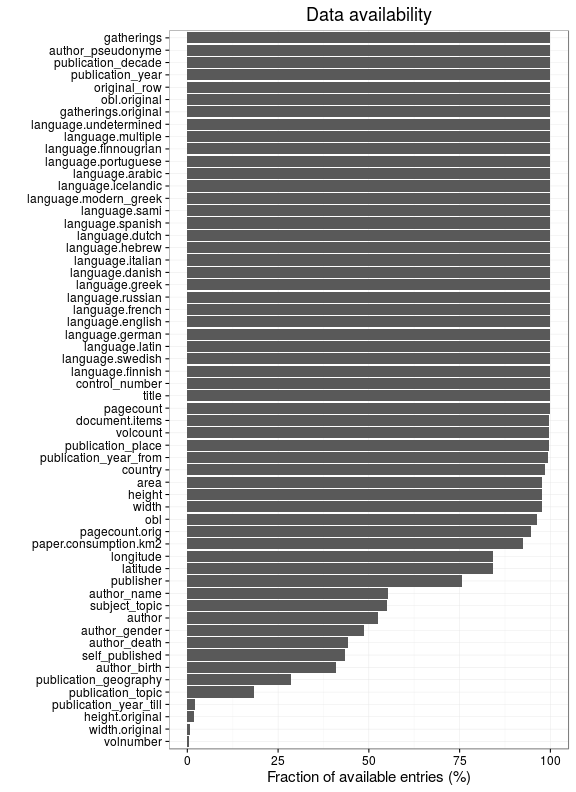 Data availability
gatherings
author_pseudonyme
publication_decade
publication_year
original_row
obl.original
gatherings.original
language.undetermined
language.multiple
language.finnougrian
language.portuguese
language.arabic
language.icelandic
language.modern_greek
language.sami
language.spanish
language.dutch
language.hebrew
language.italian
language.danish
language.greek
language.russian
language.french
language.english
language.german
language.latin
language.swedish
language.finnish
control_number
title
pagecount
document.items
volcount
publication_place
publication_year_from
country
area
height
width
obl
pagecount.orig
paper.consumption.km2
longitude
latitude
publisher
author_name
subject_topic
author
author_gender
author_death
self_published
author_birth
publication_geography
publication_topic
publication_year_till
height.original
width.original
volnumber
0 25 50 75 100
Fraction of available entries (%)